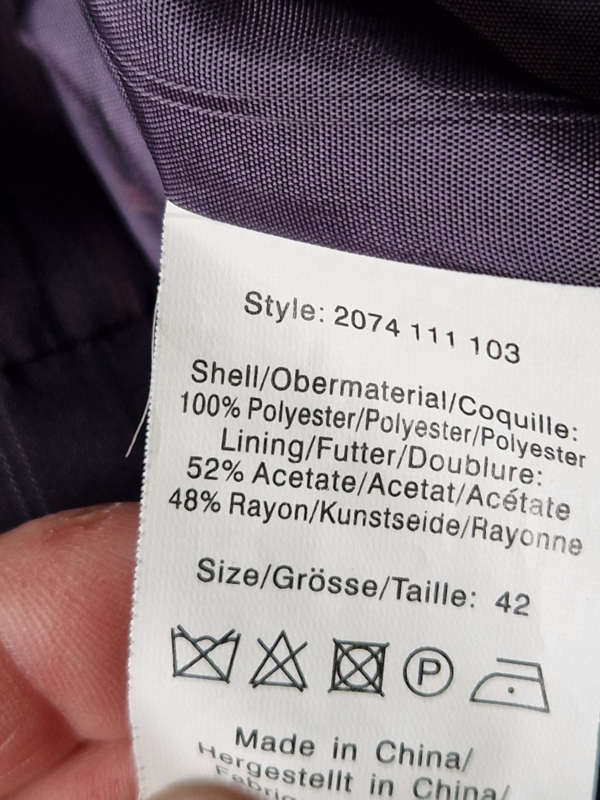 Style: 2074 111 103
Shell/Obermaterial/Coquille:
100% Polyester/Polyester/Polyester
Lining/Futter/Doublure:
52% Acetate/Acetat/Acétate
48% Rayon/Kunstseide/Rayonne
Size/Grösse/Taille: 42
P
Made in China/
Hergestellt in China/